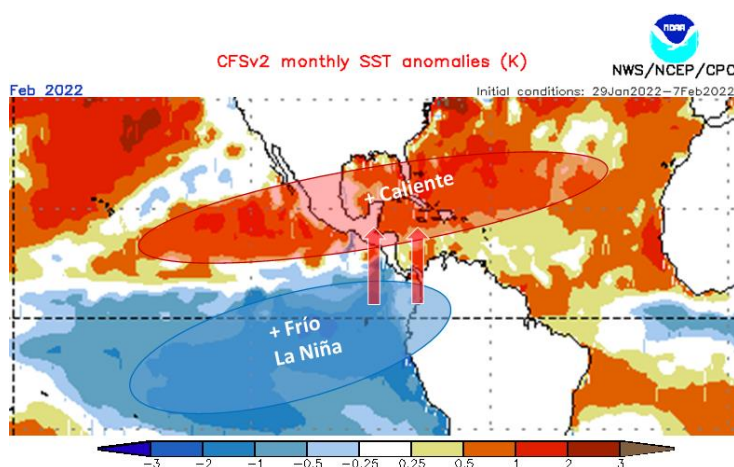 NOAA
CFSv2 monthly SST anomalies (K)
NWS/NCEP/CPC
Feb 2022
Initial conditions: 29Jan2022-7Feb2022
+ Caliente
+ Frío
La Niña
-3 -2 -1 -0.5 -0.25 0.25 0.5 1 2 3